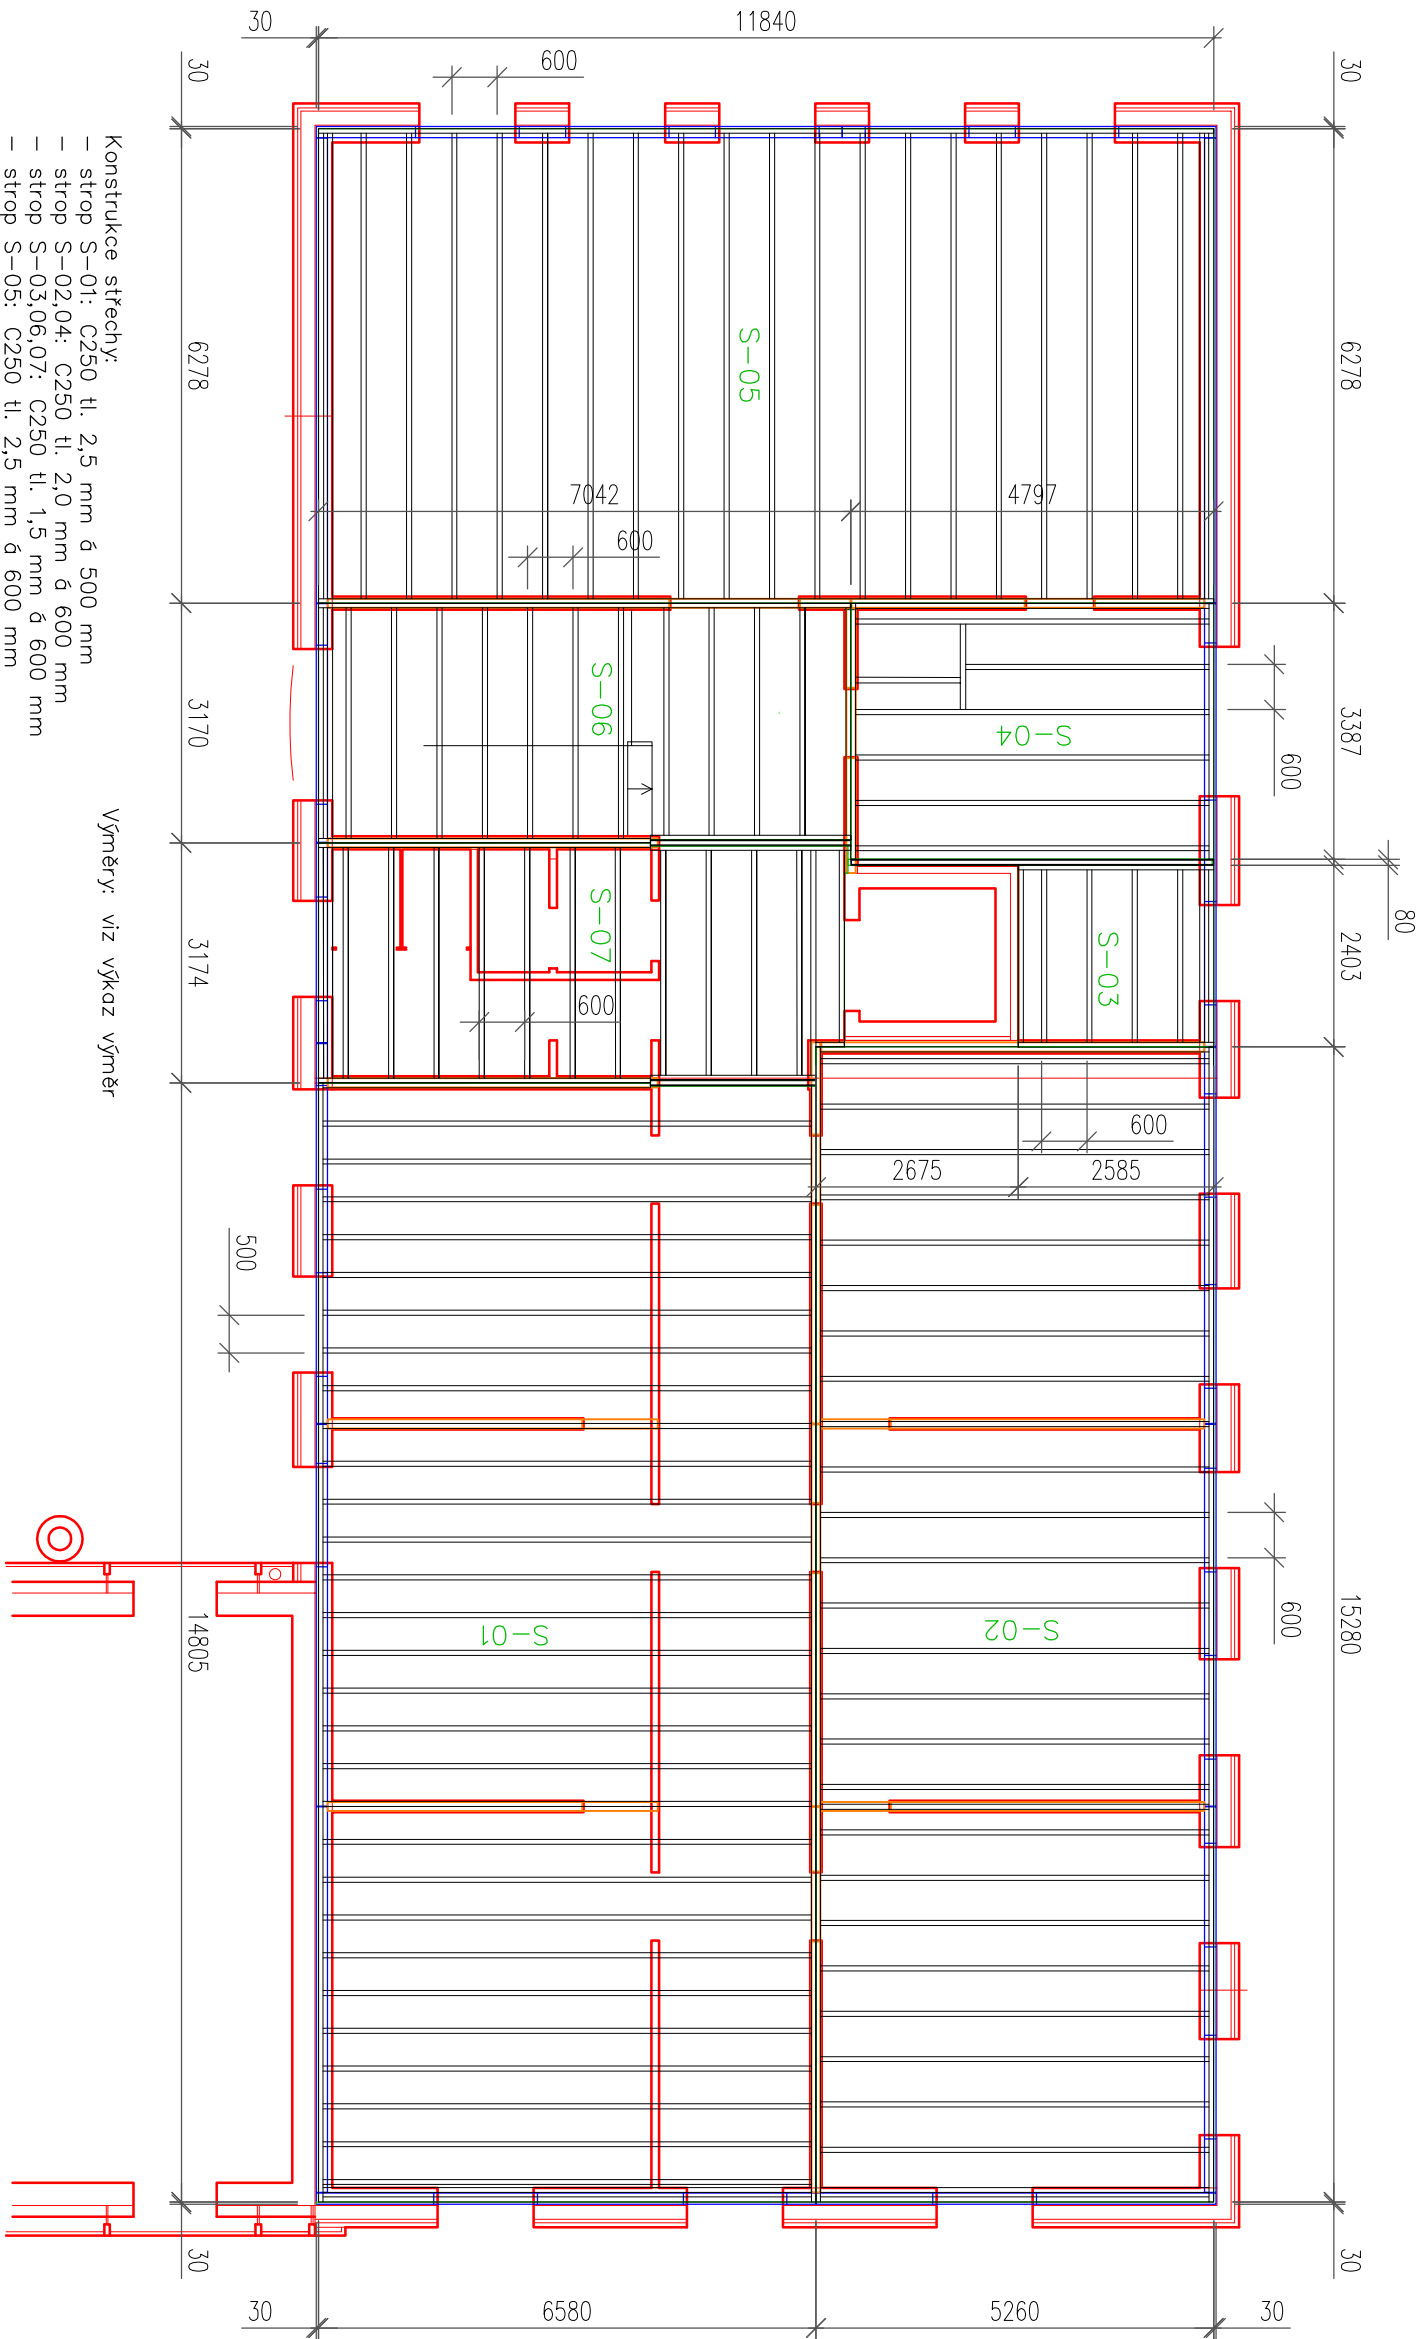 Konstrukce střechy:
– strop S–01: C250 tl. 2,5 mm á 500 mm
– strop S–02,04: C250 tl. 2,0 mm á 600 mm
– strop S–03,06,07: C250 tl. 1,5 mm á 600 mm
– strop S–05: C250 tl. 2,5 mm á 600 mm
Výměry: viz výkaz výměr
30
11840
600
30
6278
3387
80
2403
15280
30
600
600
30
6278
3170
3174
14805
30
500
S–05
7042
4797
600
S–06
S–04
S–07
600
S–03
600
2675
2585
S–01
S–02
30
6580
5260
30